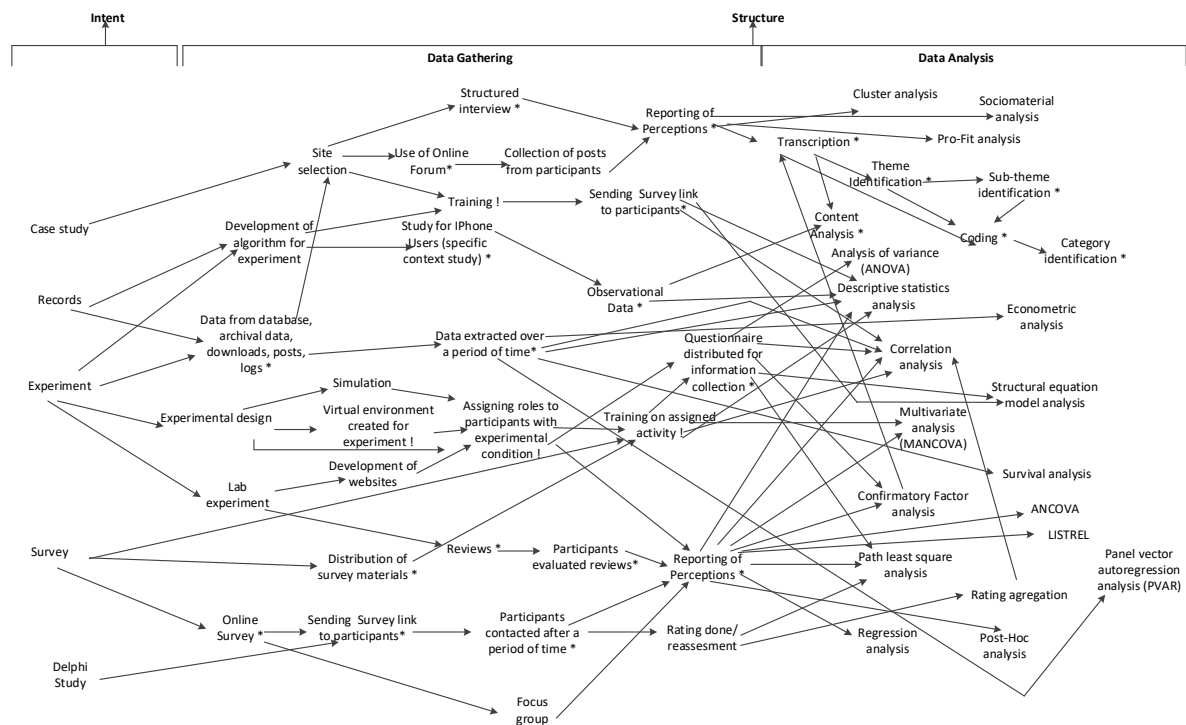 Intent
Structure
Data Gathering
Data Analysis
Case study
Records
Experiment
Survey
Delphi
Study
Site
selection
Development of
algorithm for
experiment
Data from database,
archival data,
downloads, posts,
logs *
Experimental design
Lab
experiment
Online
Survey *
Structured
interview *
Use of Online
Forum*
Collection of posts
from participants
Training !
Study for IPhone
Users (specific
context study) *
Simulation
Virtual environment
created for
experiment !
Development of
websites
Distribution of
survey materials *
Sending Survey link
to participants*
Data extracted over
a period of time*
Assigning roles to
participants with
experimental
condition !
Reviews *
Participants
evaluated reviews*
Participants
contacted after a
period of time *
Focus
group
Reporting of
Perceptions *
Sending Survey link
to participants*
Observational
Data *
Questionnaire
distributed for
information
collection *
Training on assigned
activity !
Reporting of
Perceptions *
Rating done/
reassesment
Cluster analysis
Sociomaterial
analysis
Pro-Fit analysis
Transcription *
Theme
Identification *
Sub-theme
identification *
Content
Analysis *
Coding *
Category
identification *
Analysis of variance
(ANOVA)
Descriptive statistics
analysis
Econometric
analysis
Correlation
analysis
Structural equation
model analysis
Multivariate
analysis
(MANCOVA)
Survival analysis
Confirmatory Factor
analysis
ANCOVA
LISTREL
Path least square
analysis
Panel vector
autoregression
analysis (PVAR)
Rating agregation
Regression
analysis
Post-Hoc
analysis